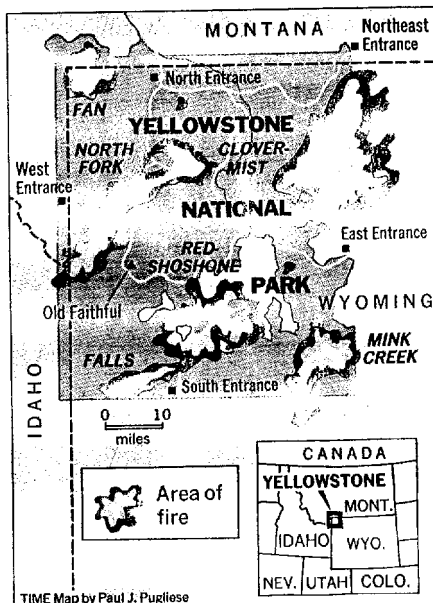 MONTANA
Northeast
Entrance
North Entrance
FAN
YELLOWSTONE
NORTH
FORK
CLOVER-
MIST
West
Entrance
NATIONAL
RED-
SHOSHONE
East Entrance
PARK
WYOMING
Old Faithful
FALLS
MINK
CREEK
South Entrance
IDAHO
0 10
miles
Area of
fire
CANADA
YELLOWSTONE
MONT.
IDAHO
WYO.
NEV. UTAH COLO.
TIME Map by Paul J. Pugliese